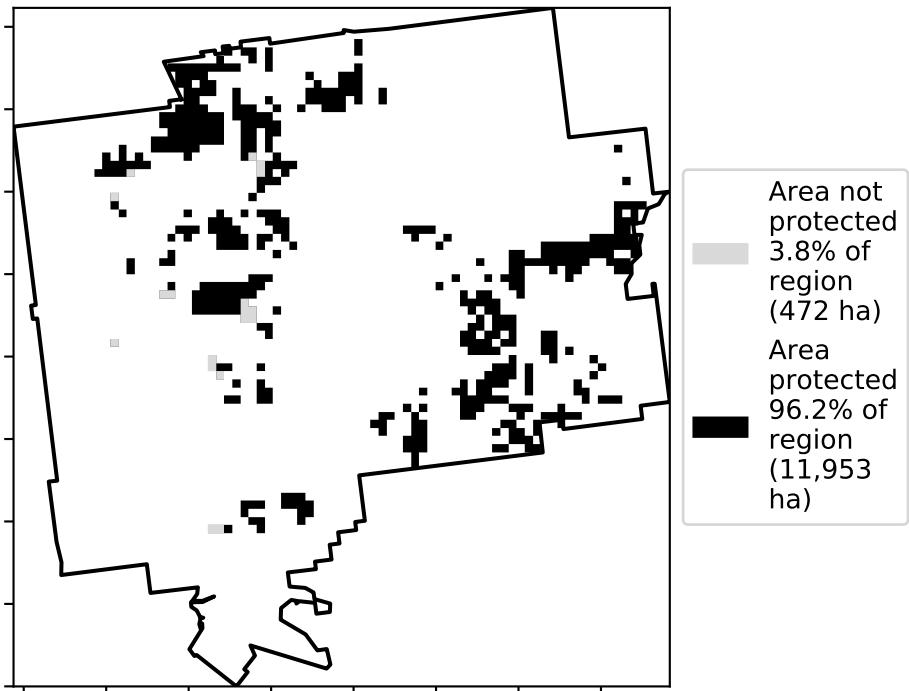 Area not
protected
3.8% of
region
(472 ha)
Area
protected
96.2% of
region
(11,953
ha)